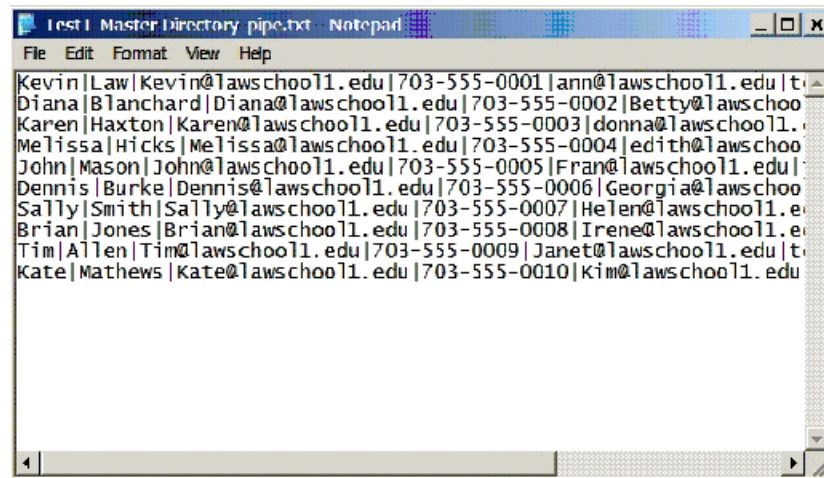 Test1 Master Directory pipe.txt - Notepad
File Edit Format View Help
Kevin|Law|Kevin@lawschool1.edu|703-555-0001|ann@lawschool1.edu|t
Diana|Blanchard|Diana@lawschool1.edu|703-555-0002|Betty@lawschoo
Karen|Haxton|Karen@lawschool1.edu|703-555-0003|donna@lawschool1.
Melissa|Hicks|Melissa@lawschool1.edu|703-555-0004|edith@lawschoo
John|Mason|John@lawschool1.edu|703-555-0005|Fran@lawschool1.edu|
Dennis|Burke|Dennis@lawschool1.edu|703-555-0006|Georgia@lawschoo
Sally|Smith|Sally@lawschool1.edu|703-555-0007|Helen@lawschool1.e
Brian|Jones|Brian@lawschool1.edu|703-555-0008|Irene@lawschool1.e
Tim|Allen|Tim@lawschool1.edu|703-555-0009|Janet@lawschool1.edu|t
Kate|Mathews|Kate@lawschool1.edu|703-555-0010|Kim@lawschool1.edu